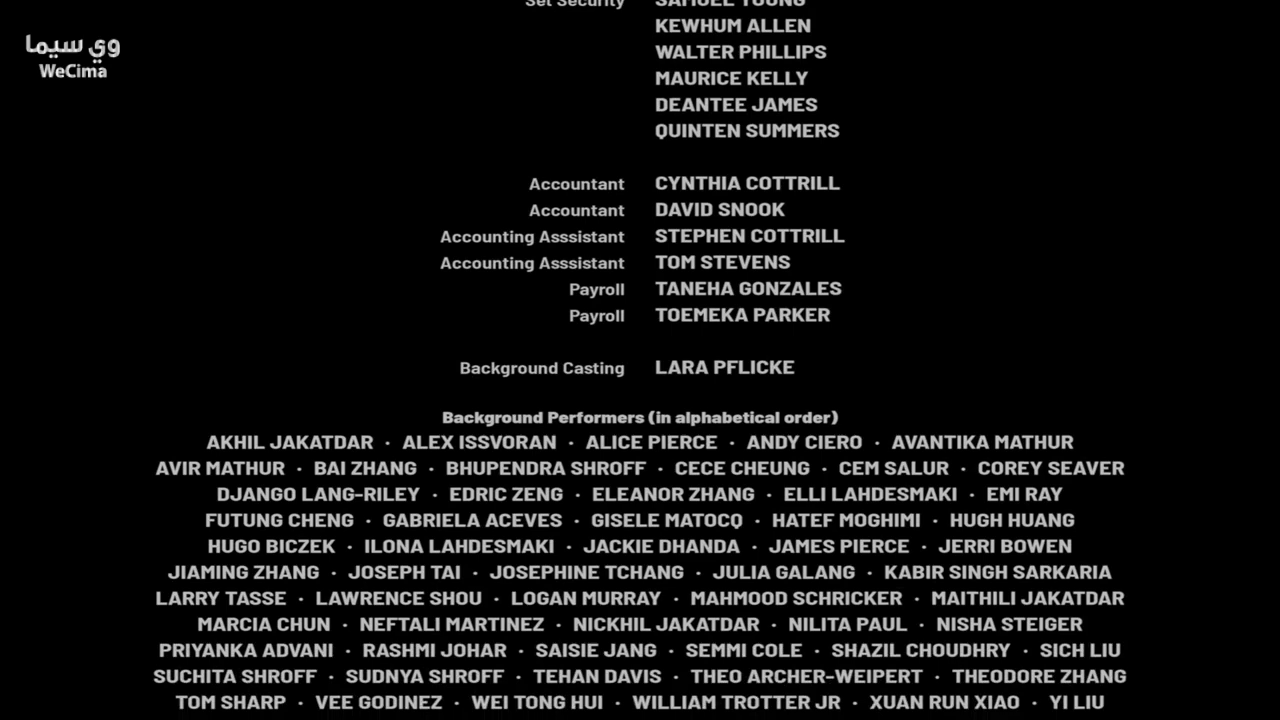 Set Security SAMUEL YOUNG
KEWHUM ALLEN
وي سيما
WALTER PHILLIPS
WeCima
MAURICE KELLY
DEANTEE JAMES
QUINTEN SUMMERS
Accountant CYNTHIA COTTRILL
Accountant DAVID SNOOK
Accounting Asssistant STEPHEN COTTRILL
Accounting Asssistant TOM STEVENS
Payroll TANEHA GONZALES
Payroll TOEMEKA PARKER
Background Casting LARA PFLICKE
Background Performers (in alphabetical order)
AKHIL JAKATDAR · ALEX ISSVORAN · ALICE PIERCE · ANDY CIERO · AVANTIKA MATHUR
AVIR MATHUR · BAI ZHANG · BHUPENDRA SHROFF · CECE CHEUNG · CEM SALUR · COREY SEAVER
DJANGO LANG-RILEY · EDRIC ZENG · ELEANOR ZHANG · ELLI LAHDESMAKI · EMI RAY
FUTUNG CHENG · GABRIELA ACEVES · GISELE MATOCQ · HATEF MOGHIMI · HUGH HUANG
HUGO BICZEK · ILONA LAHDESMAKI · JACKIE DHANDA · JAMES PIERCE · JERRI BOWEN
JIAMING ZHANG · JOSEPH TAI · JOSEPHINE TCHANG · JULIA GALANG · KABIR SINGH SARKARIA
LARRY TASSE · LAWRENCE SHOU · LOGAN MURRAY · MAHMOOD SCHRICKER · MAITHILI JAKATDAR
MARCIA CHUN · NEFTALI MARTINEZ · NICKHIL JAKATDAR · NILITA PAUL · NISHA STEIGER
PRIYANKA ADVANI · RASHMI JOHAR · SAISIE JANG · SEMMI COLE · SHAZIL CHOUDHRY · SICH LIU
SUCHITA SHROFF · SUDNYA SHROFF · TEHAN DAVIS · THEO ARCHER-WEIPERT · THEODORE ZHANG
TOM SHARP · VEE GODINEZ · WEI TONG HUI · WILLIAM TROTTER JR · XUAN RUN XIAO · YI LIU